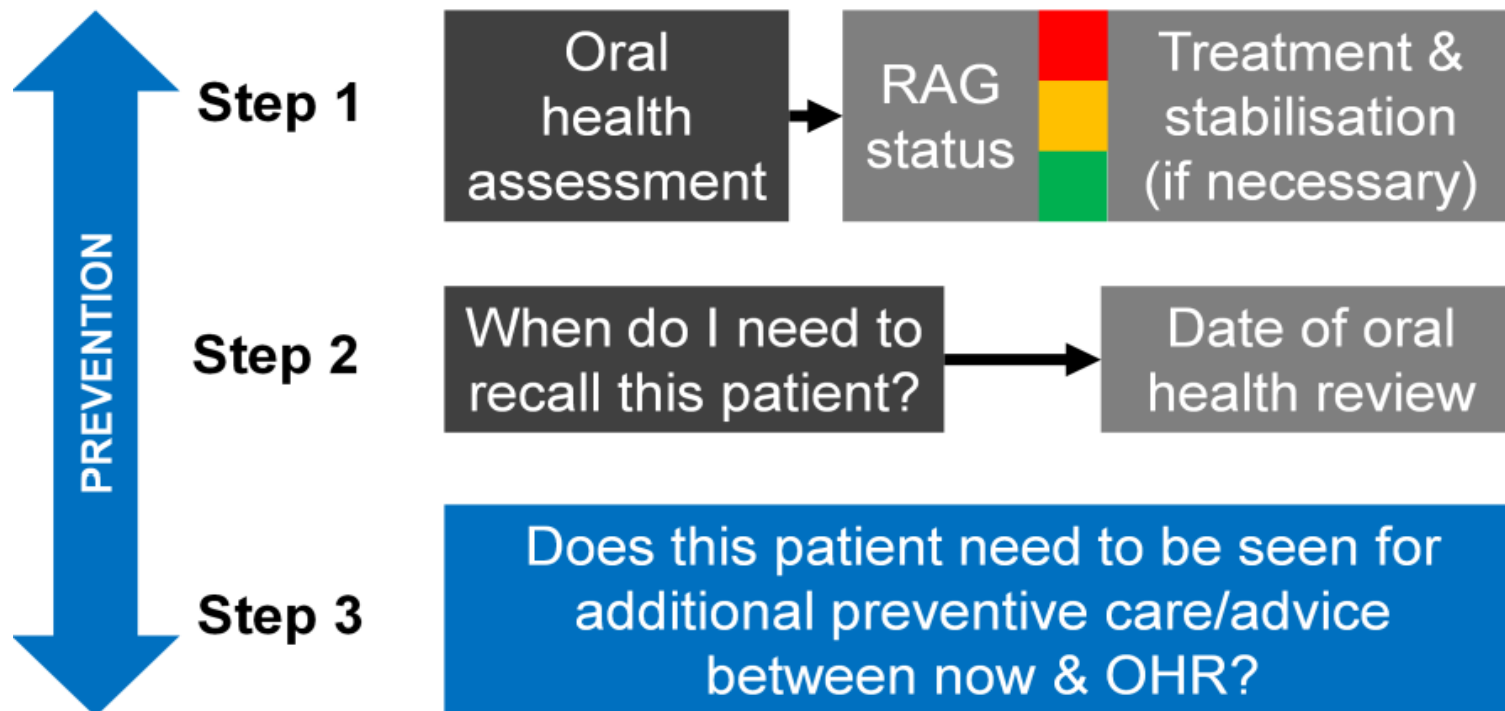 PREVENTION
Step 1
Oral
health
assessment
RAG
status
Treatment &
stabilisation
(if necessary)
Step 2
When do I need to
recall this patient?
Date of oral
health review
Step 3
Does this patient need to be seen for
additional preventive care/advice
between now & OHR?